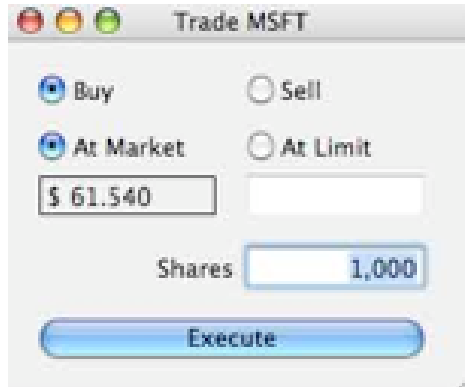 Trade MSFT
Buy Sell
At Market At Limit
$ 61.540
Shares 1,000
Execute